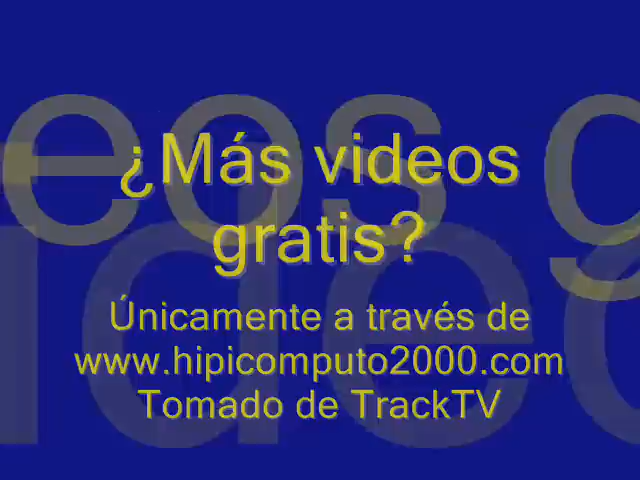 ¿Más videos
gratis?
Únicamente a través de
www.hipicomputo2000.com
Tomado de TrackTV